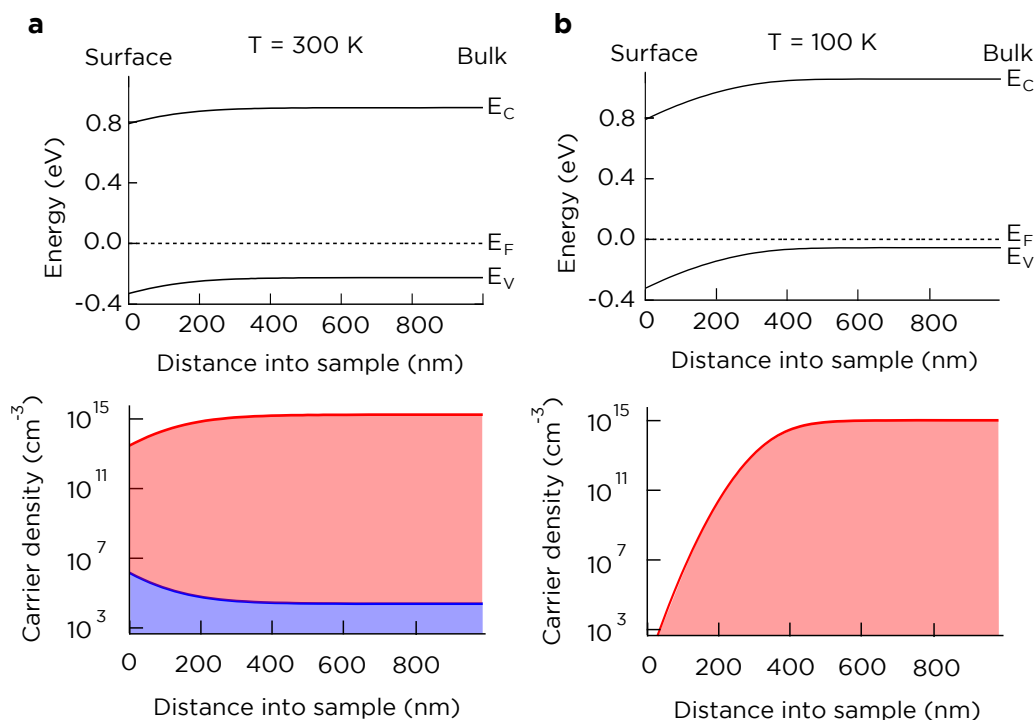 a
T = 300 K
Surface
Bulk
0.8
0.4
0.0
-0.4
Energy (eV)
E_C
E_F
E_V
0 200 400 600 800
Distance into sample (nm)
10^15
10^11
10^7
10^3
Carrier density (cm^-3)
0 200 400 600 800
Distance into sample (nm)
b
T = 100 K
Surface
Bulk
0.8
0.4
0.0
-0.4
Energy (eV)
E_C
E_F
E_V
0 200 400 600 800
Distance into sample (nm)
10^15
10^11
10^7
10^3
Carrier density (cm^-3)
0 200 400 600 800
Distance into sample (nm)